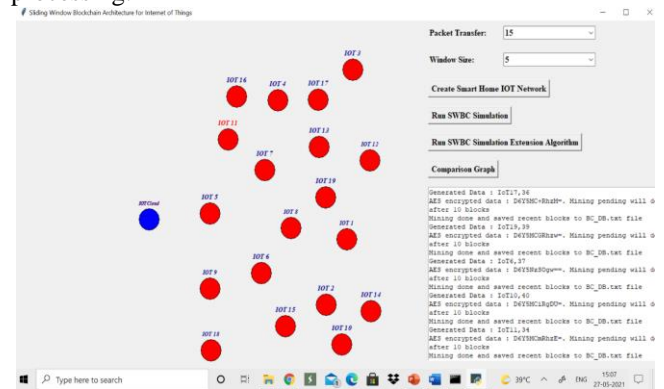 processing.
Sliding Window Blockchain Architecture for Internet of Things
Packet Transfer:
15
Window Size:
5
Create Smart Home IOT Network
Run SWBC Simulation
Run SWBC Simulation Extension Algorithm
Comparison Graph
IOT 3
IOT 16
IOT 4
IOT 17
IOT 11
IOT 13
IOT 12
IOT 7
IOT 19
IOT Cloud
IOT 5
IOT 8
IOT 1
IOT 6
IOT 9
IOT 2
IOT 14
IOT 15
IOT 10
IOT 18
Generated Data : IoT17,36
AES encrypted data : Mining pending will d
after 10 blocks
Mining done and saved recent blocks to BC_DB.txt file
Generated Data : IoT19,39
AES encrypted data : Mining pending will d
after 10 blocks
Mining done and saved recent blocks to BC_DB.txt file
Generated Data : IoT6,37
AES encrypted data : Mining pending will d
after 10 blocks
Mining done and saved recent blocks to BC_DB.txt file
Generated Data : IoT10,40
AES encrypted data : Mining pending will d
after 10 blocks
Mining done and saved recent blocks to BC_DB.txt file
Generated Data : IoT11,34
AES encrypted data : Mining pending will d
after 10 blocks
Mining done and saved recent blocks to BC_DB.txt file
Type here to search
39°C
ENG
15:07
27-05-2021